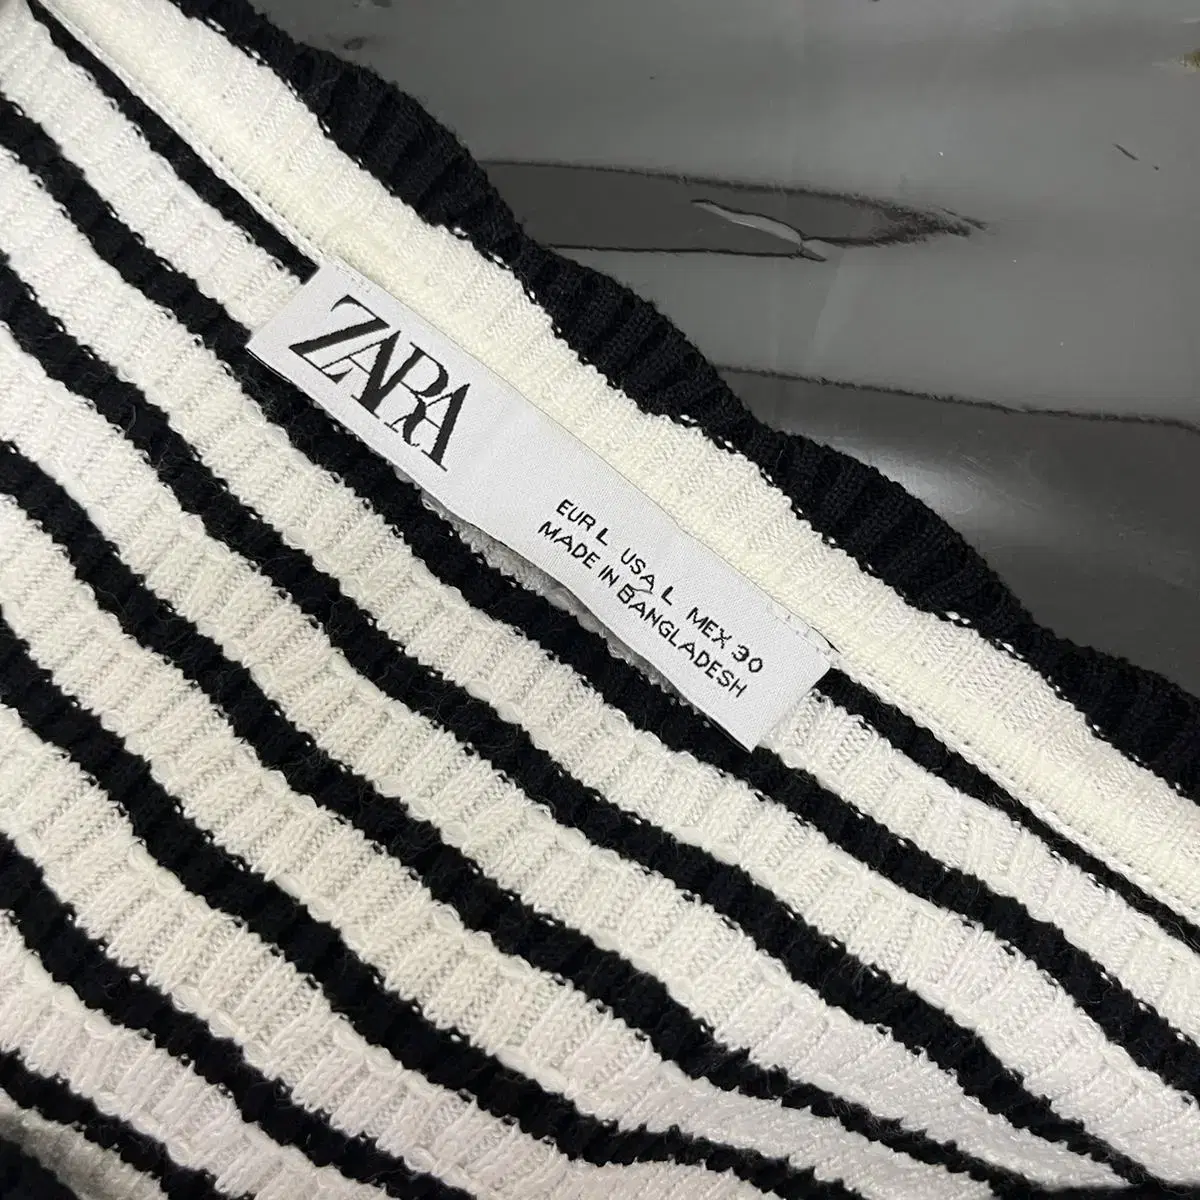 ZARA
EUR L USA L MEX 30
MADE IN BANGLADESH